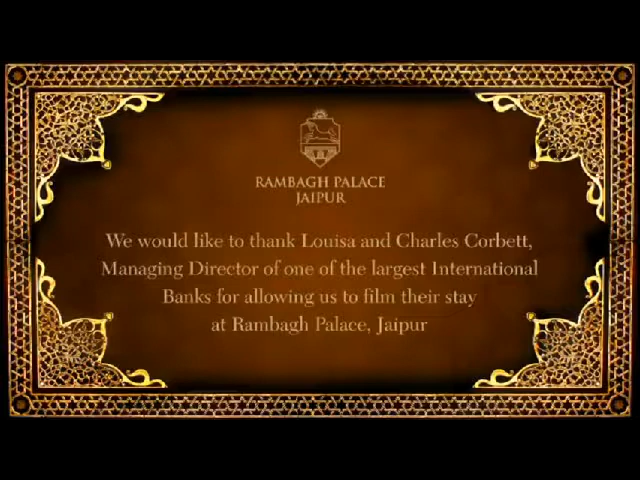 RAMBAGH PALACE
JAIPUR
We would like to thank Louisa and Charles Corbett,
Managing Director of one of the largest International
Banks for allowing us to film their stay
at Rambagh Palace, Jaipur